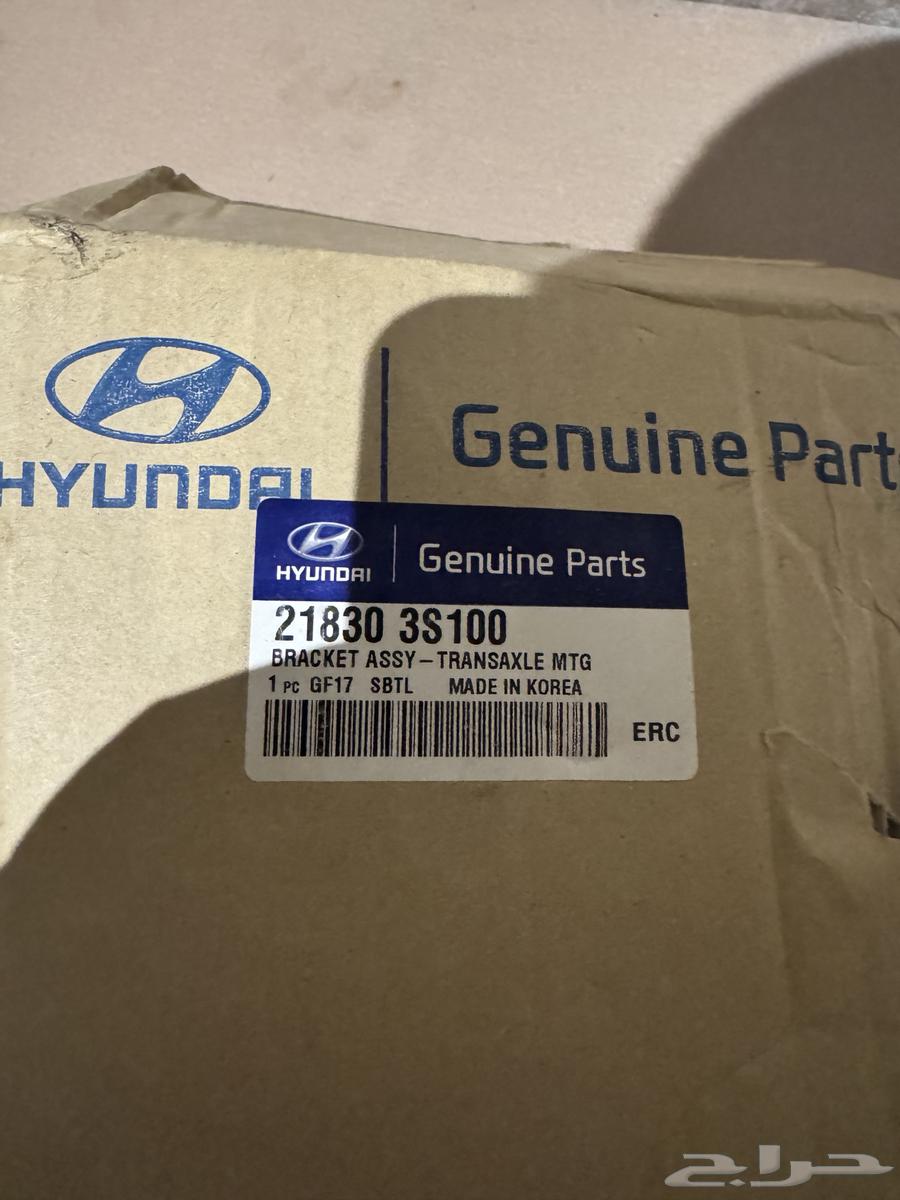 HYUNDAI
Genuine Parts
HYUNDAI
Genuine Parts
21830 3S100
BRACKET ASSY-TRANSAXLE MTG
1 PC GF17 SBTL MADE IN KOREA
ERC
حراج